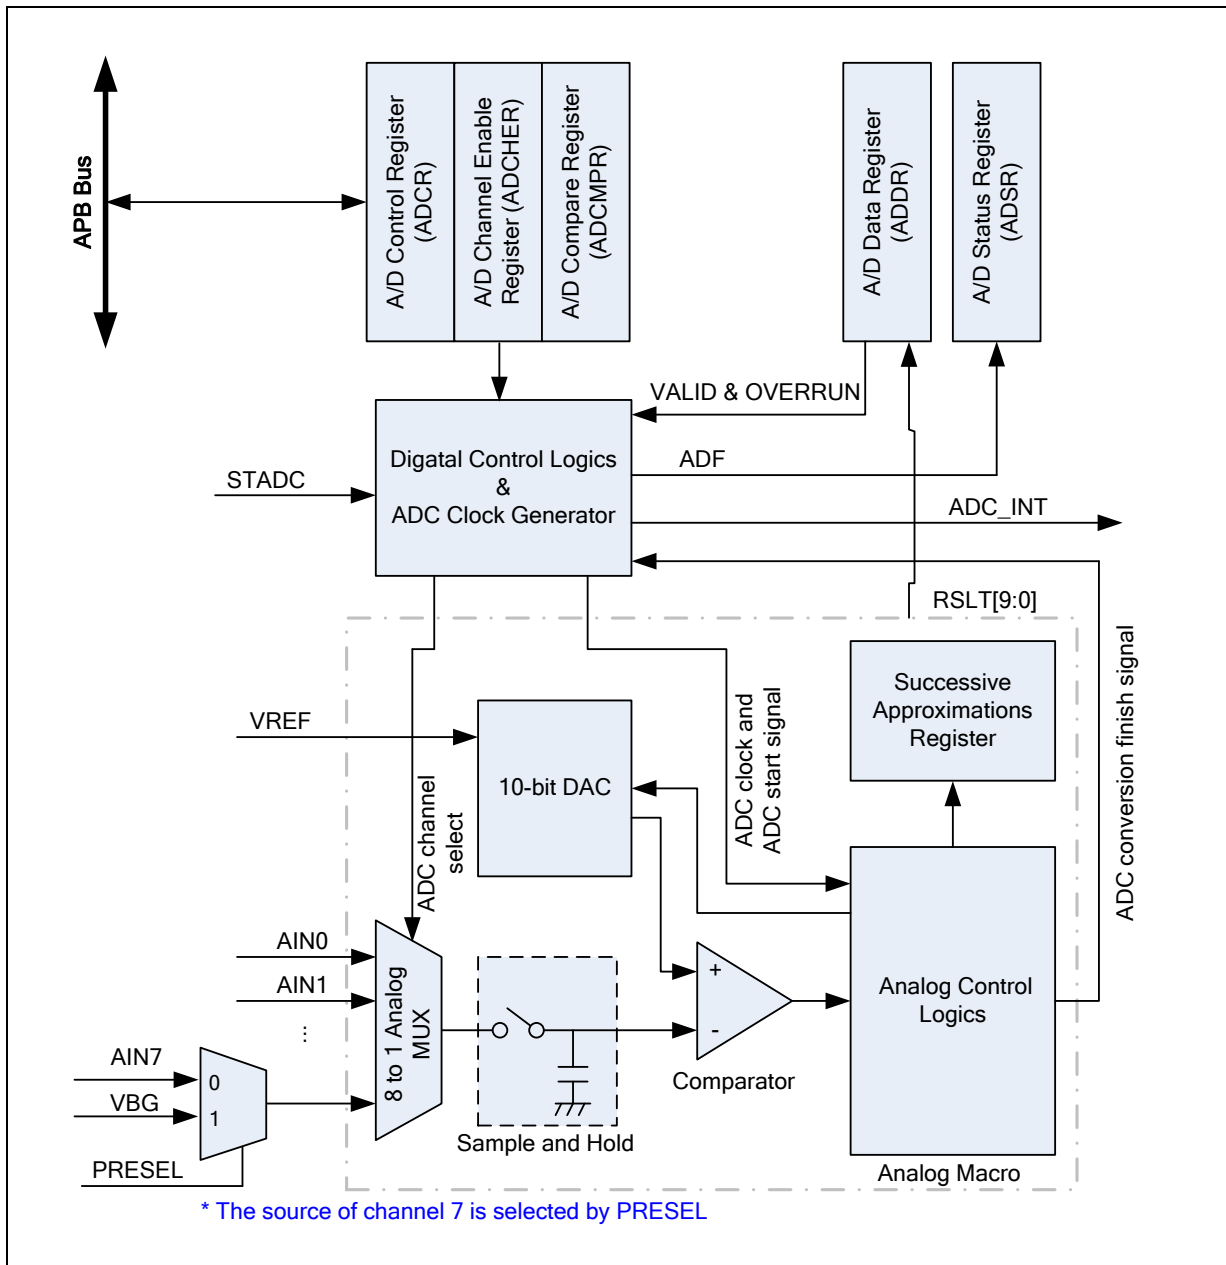 APB Bus
A/D Control Register
(ADCR)
A/D Channel Enable
Register (ADCHER)
A/D Compare Register
(ADCMPR)
A/D Data Register
(ADDR)
A/D Status Register
(ADSR)
VALID & OVERRUN
Digatal Control Logics
&
ADC Clock Generator
STADC
ADF
ADC_INT
RSLT[9:0]
ADC conversion finish signal
Successive
Approximations
Register
VREF
10-bit DAC
ADC channel
select
ADC clock and
ADC start signal
AIN0
AIN1
...
AIN7
VBG
0
1
PRESEL
8 to 1 Analog
MUX
Sample and Hold
+
-
Comparator
Analog Control
Logics
Analog Macro
* The source of channel 7 is selected by PRESEL